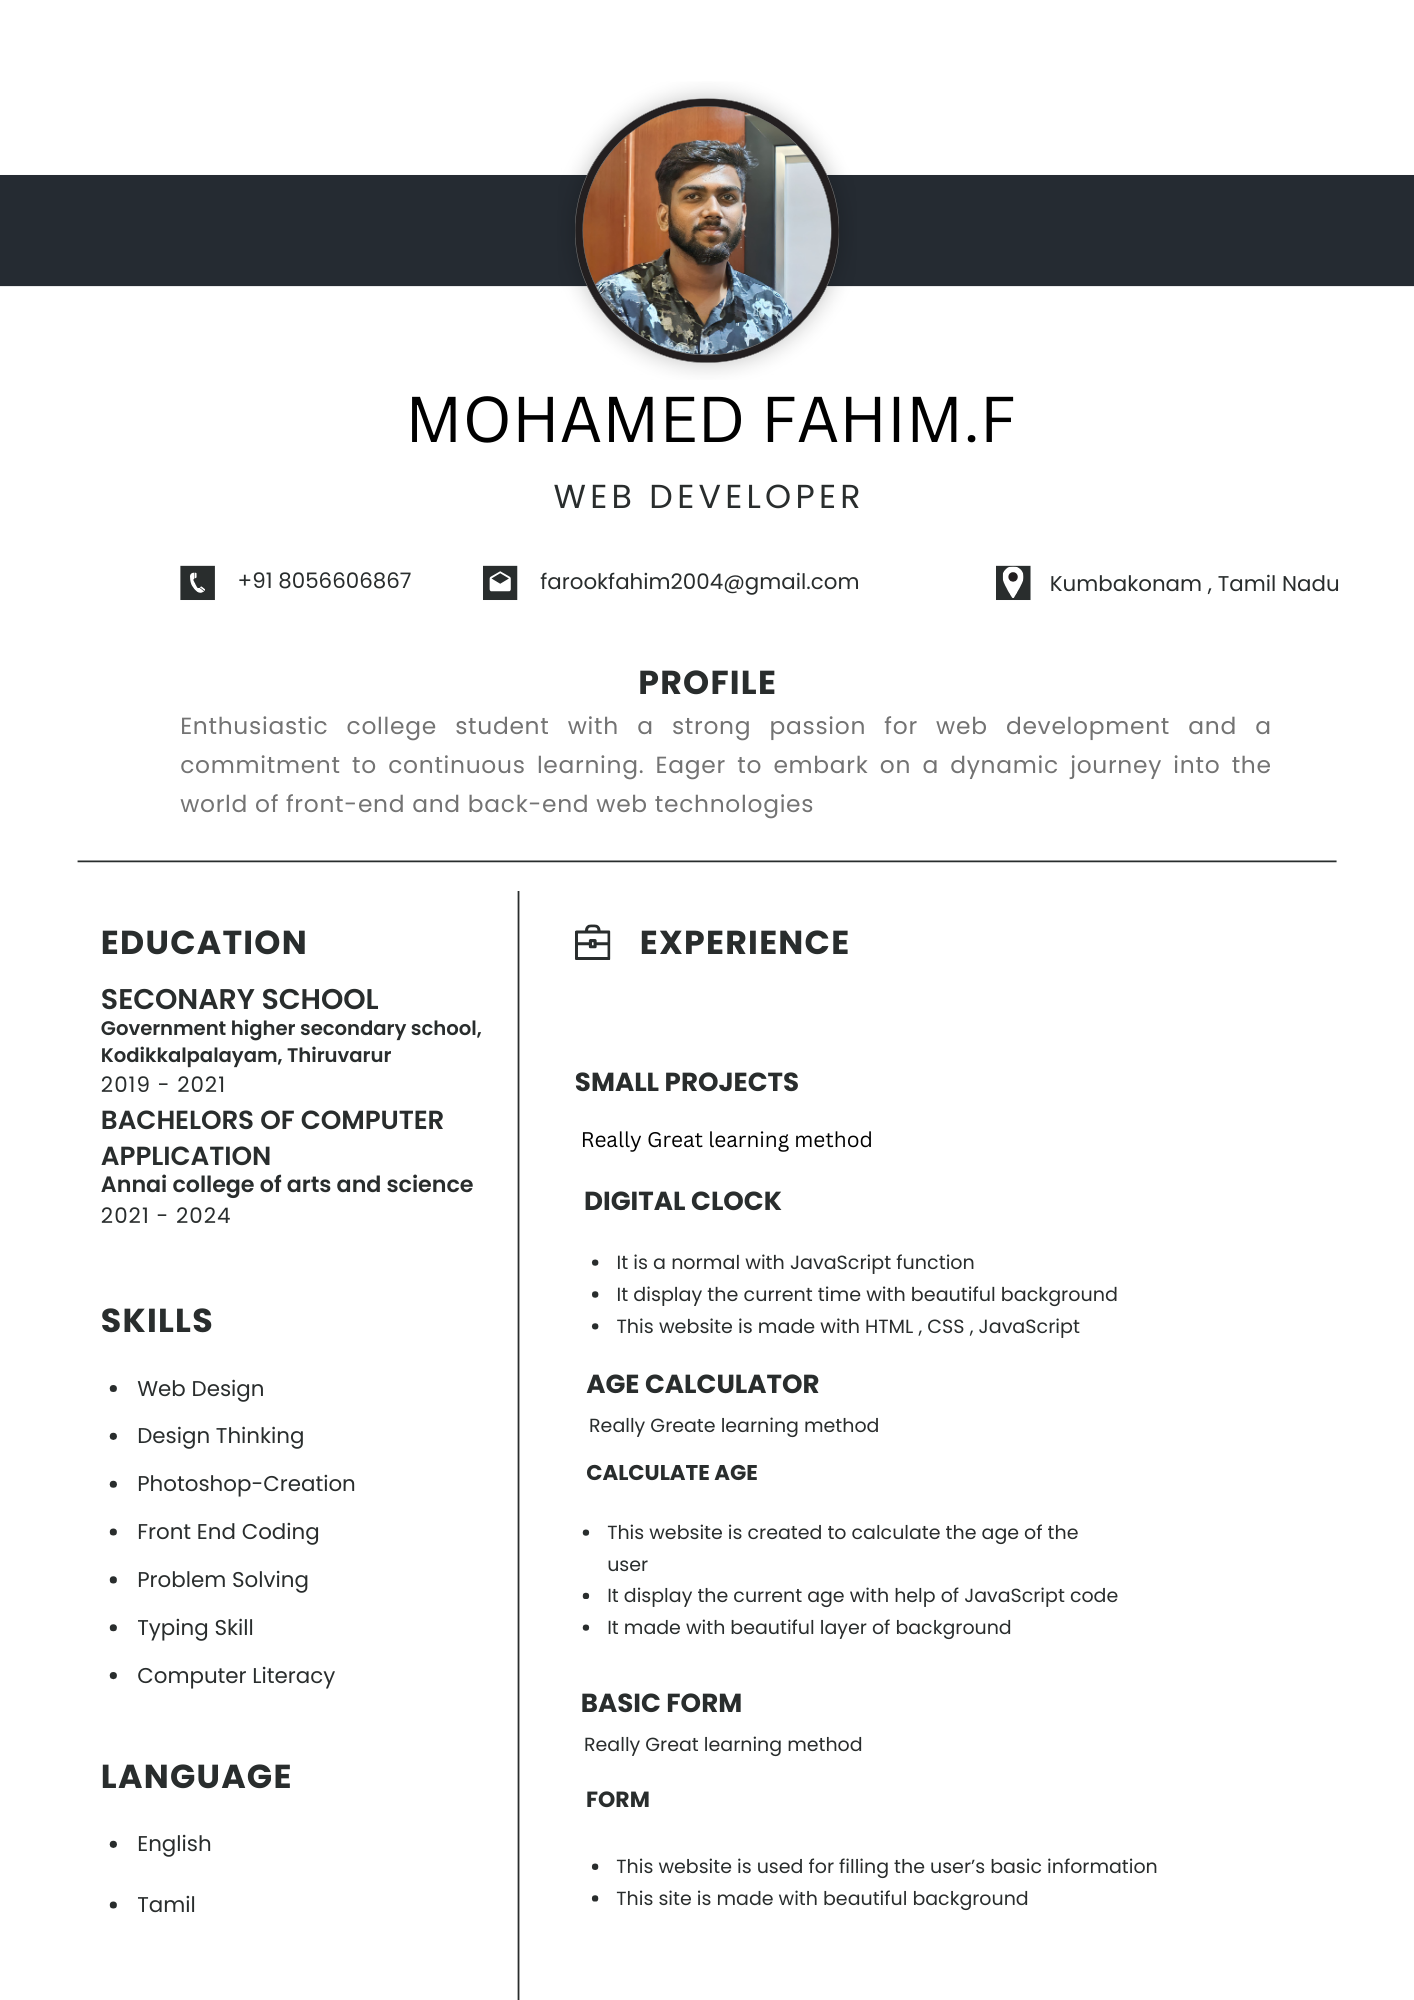 MOHAMED FAHIM.F
WEB DEVELOPER
+91 8056606867
farookfahim2004@gmail.com
Kumbakonam , Tamil Nadu
PROFILE
Enthusiastic college student with a strong passion for web development and a
commitment to continuous learning. Eager to embark on a dynamic journey into the
world of front-end and back-end web technologies
EDUCATION
SECONARY SCHOOL
Government higher secondary school,
Kodikkalpalayam, Thiruvarur
2019 - 2021
BACHELORS OF COMPUTER
APPLICATION
Annai college of arts and science
2021 - 2024
SKILLS
• Web Design
• Design Thinking
• Photoshop-Creation
• Front End Coding
• Problem Solving
• Typing Skill
• Computer Literacy
LANGUAGE
• English
• Tamil
EXPERIENCE
SMALL PROJECTS
Really Great learning method
DIGITAL CLOCK
• It is a normal with JavaScript function
• It display the current time with beautiful background
• This website is made with HTML , CSS , JavaScript
AGE CALCULATOR
Really Greate learning method
CALCULATE AGE
• This website is created to calculate the age of the
user
• It display the current age with help of JavaScript code
• It made with beautiful layer of background
BASIC FORM
Really Great learning method
FORM
• This website is used for filling the user’s basic information
• This site is made with beautiful background